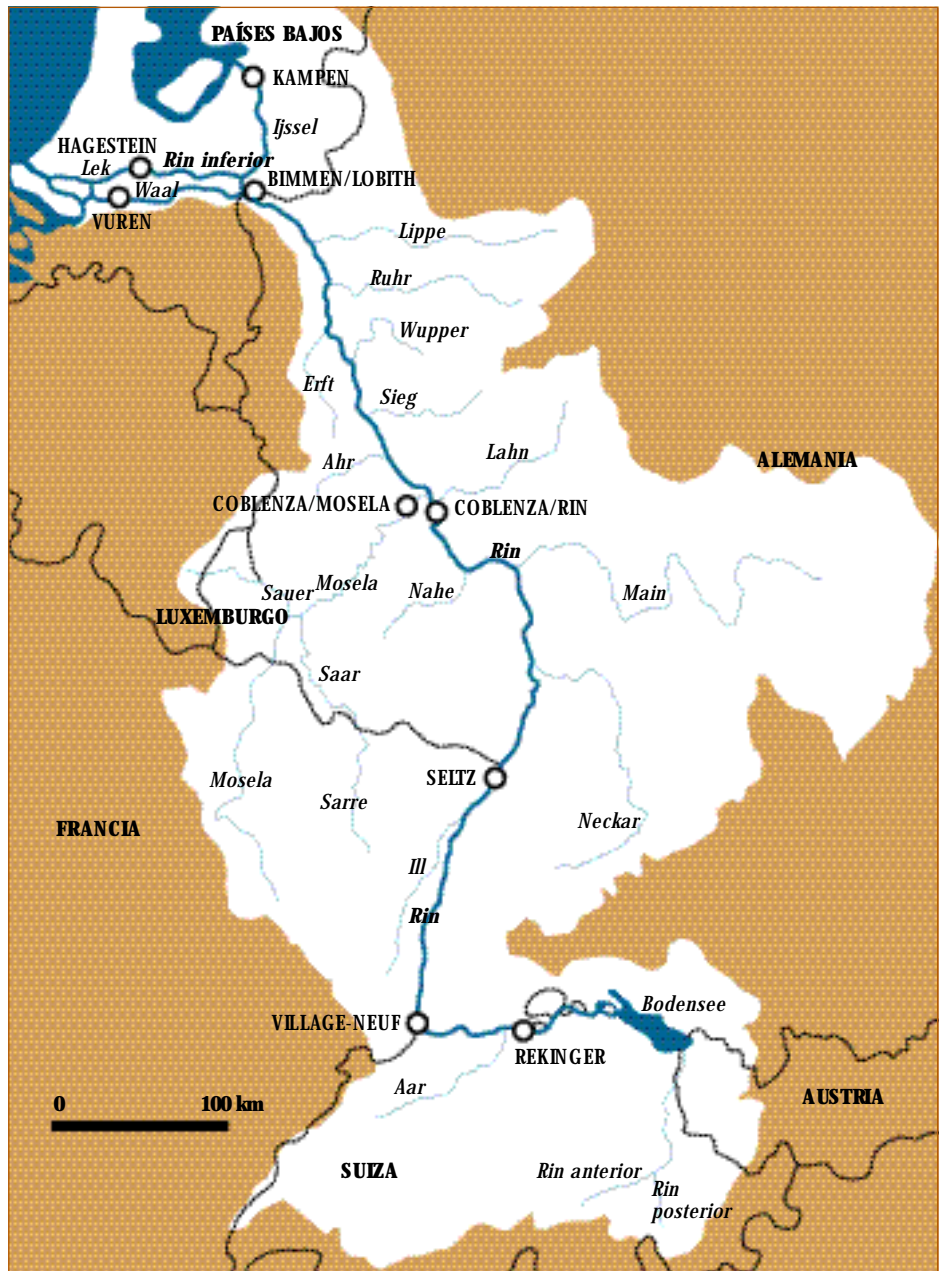 PAÍSES BAJOS
KAMPEN
Ijssel
HAGESTEIN
Lek
Rin inferior
BIMMEN/LOBITH
Waal
VUREN
Lippe
Ruhr
Wupper
Erft
Sieg
Lahn
Ahr
ALEMANIA
COBLENZA/MOSELA
COBLENZA/RIN
Rin
Sauer
Mosela
Nahe
Main
LUXEMBURGO
Saar
Mosela
Sarre
SELTZ
Neckar
FRANCIA
Ill
Rin
Bodensee
VILLAGE-NEUF
REKINGER
Aar
0
100 km
AUSTRIA
SUIZA
Rin anterior
Rin
posterior